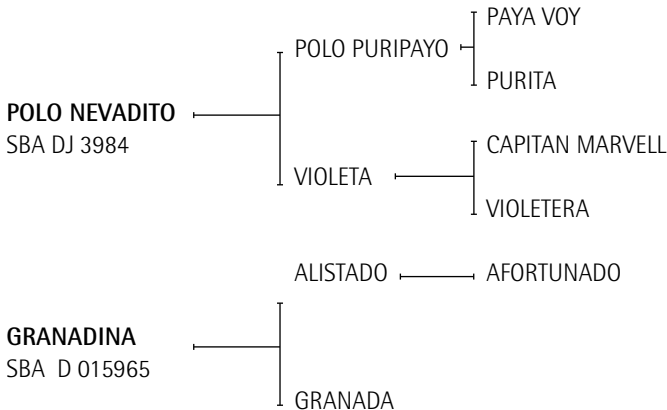 PAYA VOY
POLO PURIPAYO
PURITA
POLO NEVADITO
SBA DJ 3984
CAPITAN MARVELL
VIOLETA
VIOLETERA
ALISTADO
AFORTUNADO
GRANADINA
SBA D 015965
GRANADA